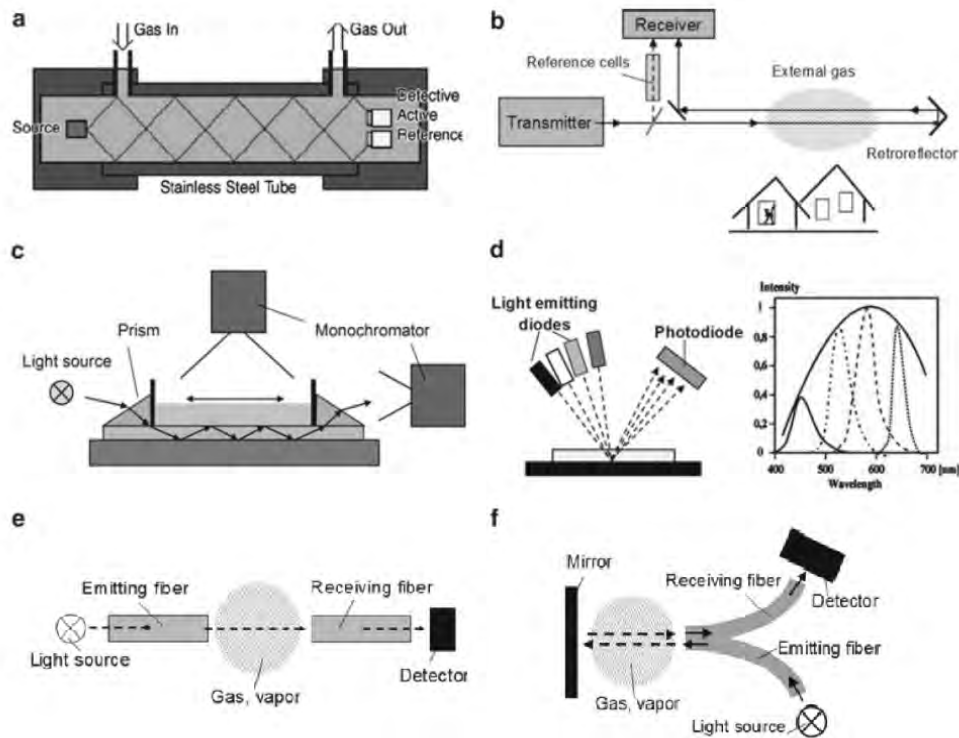 a
Gas In
Gas Out
Source
Detective
Active
Reference
Stainless Steel Tube
b
Receiver
Reference cells
External gas
Transmitter
Retroreflector
c
Prism
Monochromator
Light source
d
Light emitting
diodes
Photodiode
Intensity
1
0,8
0,6
0,4
0,2
0
400
500
600
700 [nm]
Wavelength
e
Emitting fiber
Receiving fiber
Light source
Gas, vapor
Detector
f
Mirror
Receiving fiber
Detector
Emitting fiber
Gas, vapor
Light source